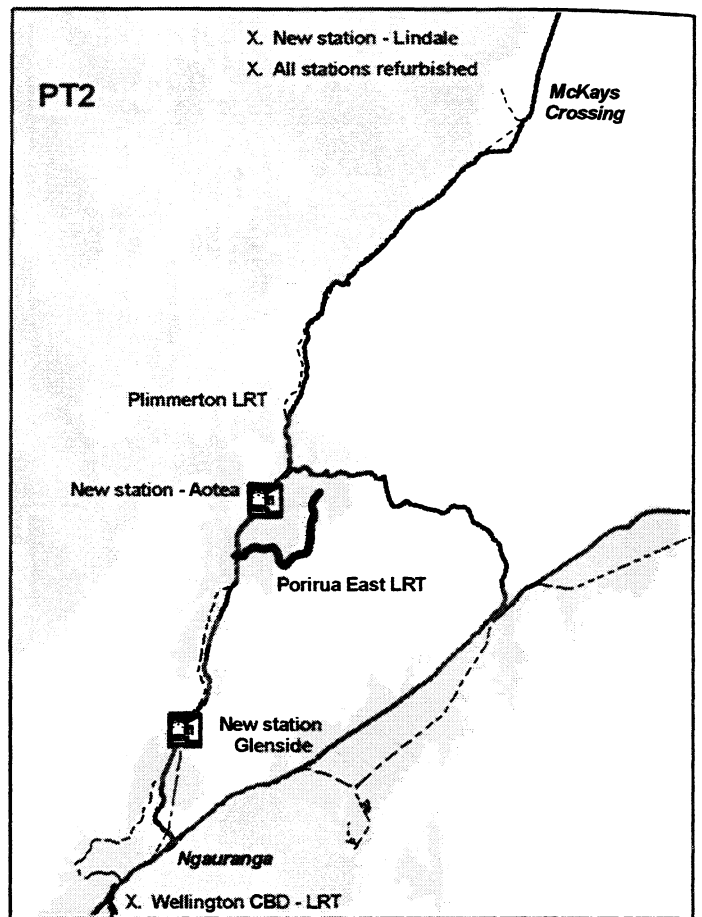 X. New station - Lindale
X. All stations refurbished
PT2
McKays
Crossing
Plimmerton LRT
New station - Aotea
Porirua East LRT
New station
Glenside
Ngauranga
X. Wellington CBD - LRT